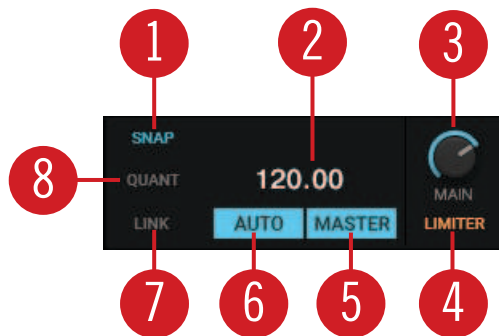 1 2 3
SNAP
8 QUANT 120.00 MAIN
LINK AUTO MASTER LIMITER
7 6 5 4